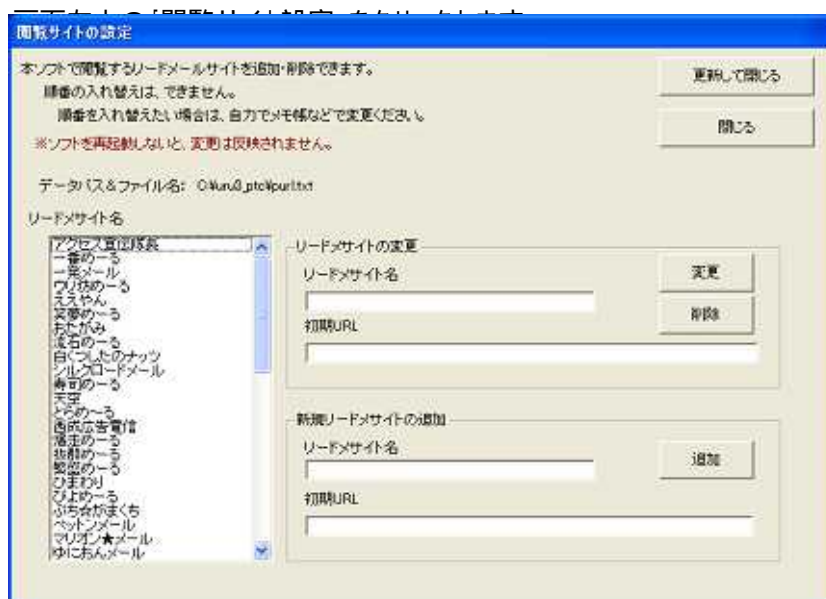 閲覧サイトの設定
本ソフトで閲覧するリードメールサイトを追加・削除できます。
順番の入れ替えは、できません。
順番を入れ替えたい場合は、自力でメモ帳などで変更ください。
※ソフトを再起動しないと、変更は反映されません。
更新して閉じる
閉じる
データパス&ファイル名:
リードメサイト名
アクセス宣伝隊長
一番めーる
一発メール
ウリ坊めーる
ええやん
笑夢めーる
おたがみ
流石めーる
白くつしたのナッツ
シルクロードメール
寿司めーる
天空
とらめ~る
西成広告電信
爆走めーる
抜群めーる
繁盛めーる
ひまわり
ぴよめーる
ぷち☆がまぐち
ペットンメール
マリオン★メール
ゆにおんメール
リードメサイトの変更
リードメサイト名
変更
削除
初期URL
新規リードメサイトの追加
リードメサイト名
追加
初期URL